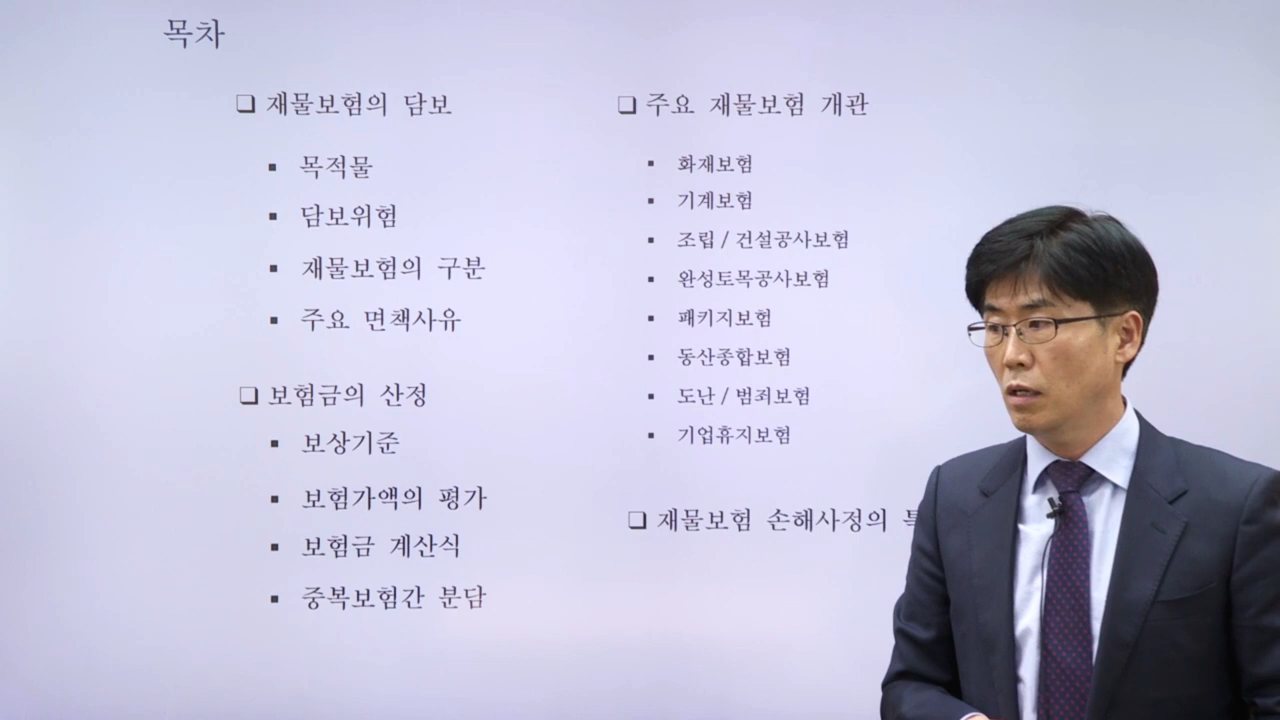 목차
❑ 재물보험의 담보
▪ 목적물
▪ 담보위험
▪ 재물보험의 구분
▪ 주요 면책사유
❑ 보험금의 산정
▪ 보상기준
▪ 보험가액의 평가
▪ 보험금 계산식
▪ 중복보험간 분담
❑ 주요 재물보험 개관
▪ 화재보험
▪ 기계보험
▪ 조립 / 건설공사보험
▪ 완성토목공사보험
▪ 패키지보험
▪ 동산종합보험
▪ 도난 / 범죄보험
▪ 기업휴지보험
❑ 재물보험 손해사정의